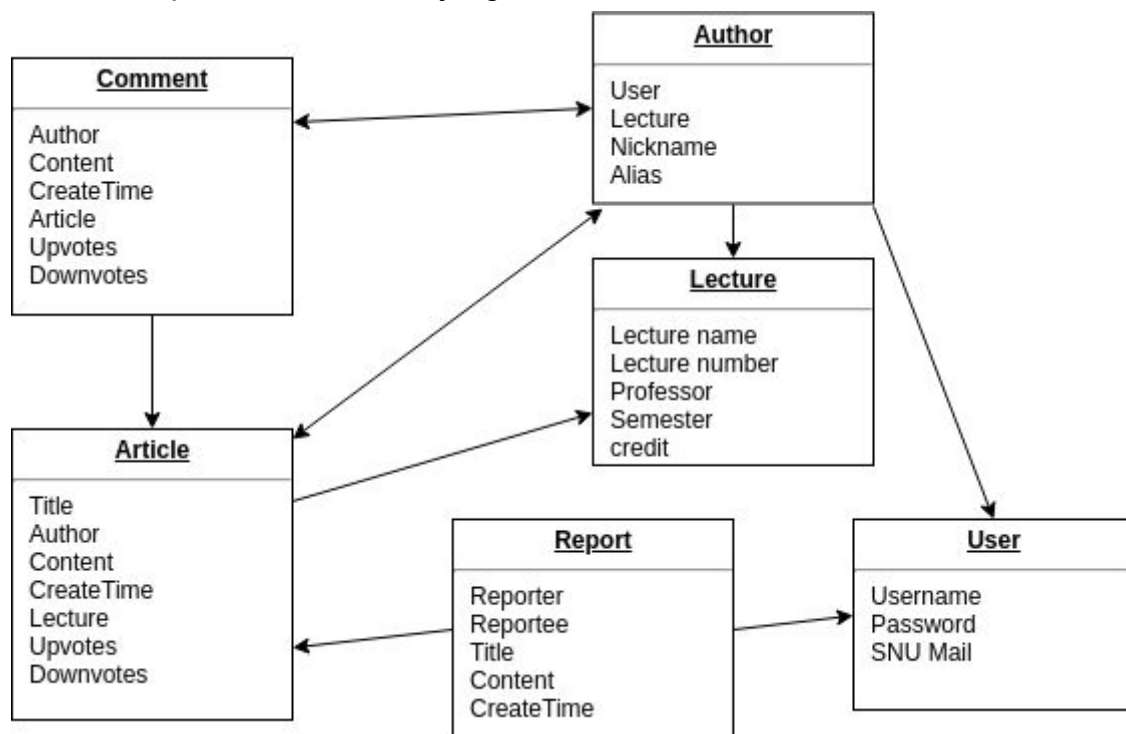 Comment
Author
Content
CreateTime
Article
Upvotes
Downvotes
Author
User
Lecture
Nickname
Alias
Lecture
Lecture name
Lecture number
Professor
Semester
credit
Article
Title
Author
Content
CreateTime
Lecture
Upvotes
Downvotes
Report
Reporter
Reportee
Title
Content
CreateTime
User
Username
Password
SNU Mail